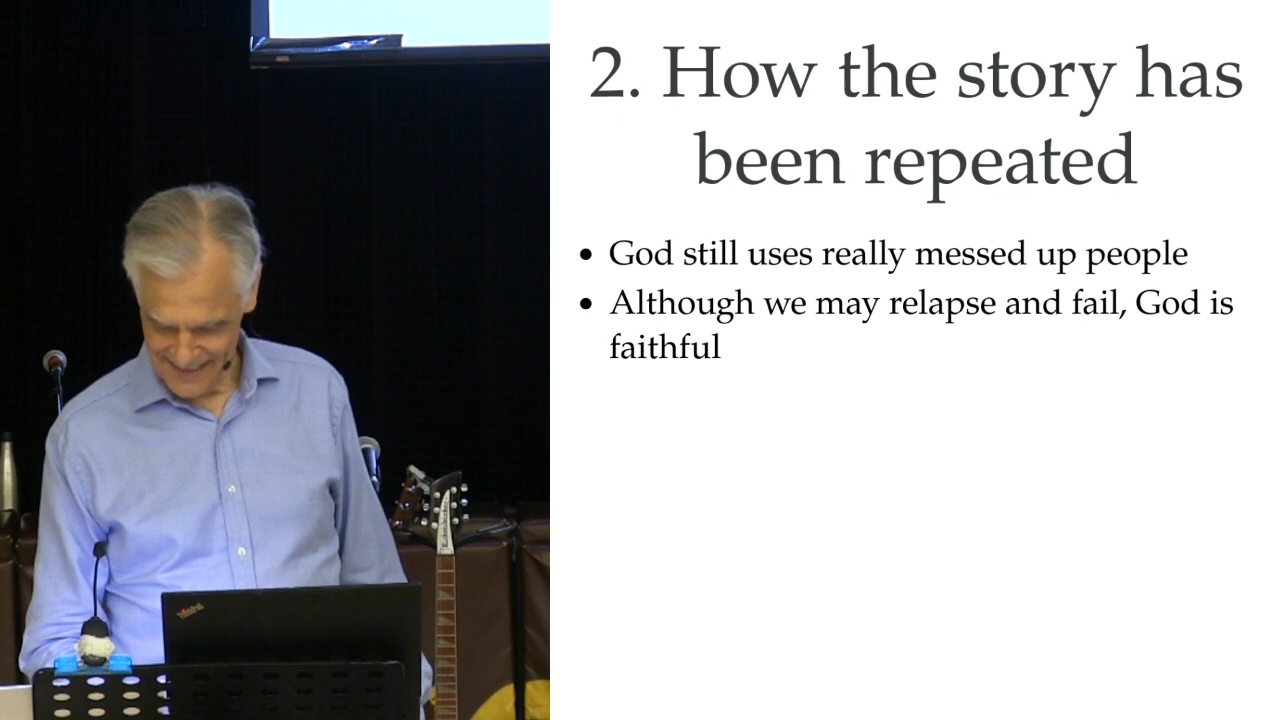 2. How the story has
been repeated
• God still uses really messed up people
• Although we may relapse and fail, God is
faithful